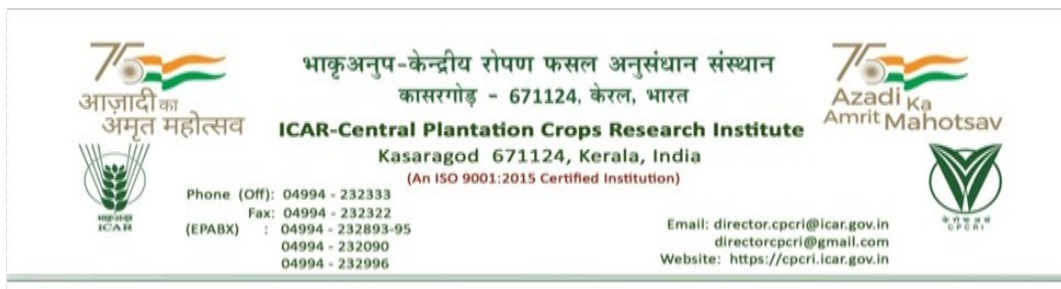 75
आज़ादी का
अमृत महोत्सव
भाकृअनुप-केन्द्रीय रोपण फसल अनुसंधान संस्थान
कासरगोड़ - 671124, केरल, भारत
ICAR-Central Plantation Crops Research Institute
Kasaragod 671124, Kerala, India
(An ISO 9001:2015 Certified Institution)
75
Azadi Ka
Amrit Mahotsav
भाकृअनुप
ICAR
Phone (Off): 04994 - 232333
Fax: 04994 - 232322
(EPABX) : 04994 - 232893-95
04994 - 232090
04994 - 232996
Email: director.cpcri@icar.gov.in
directorcpcri@gmail.com
Website: https://cpcri.icar.gov.in
के रो फ अ सं
CPCRI